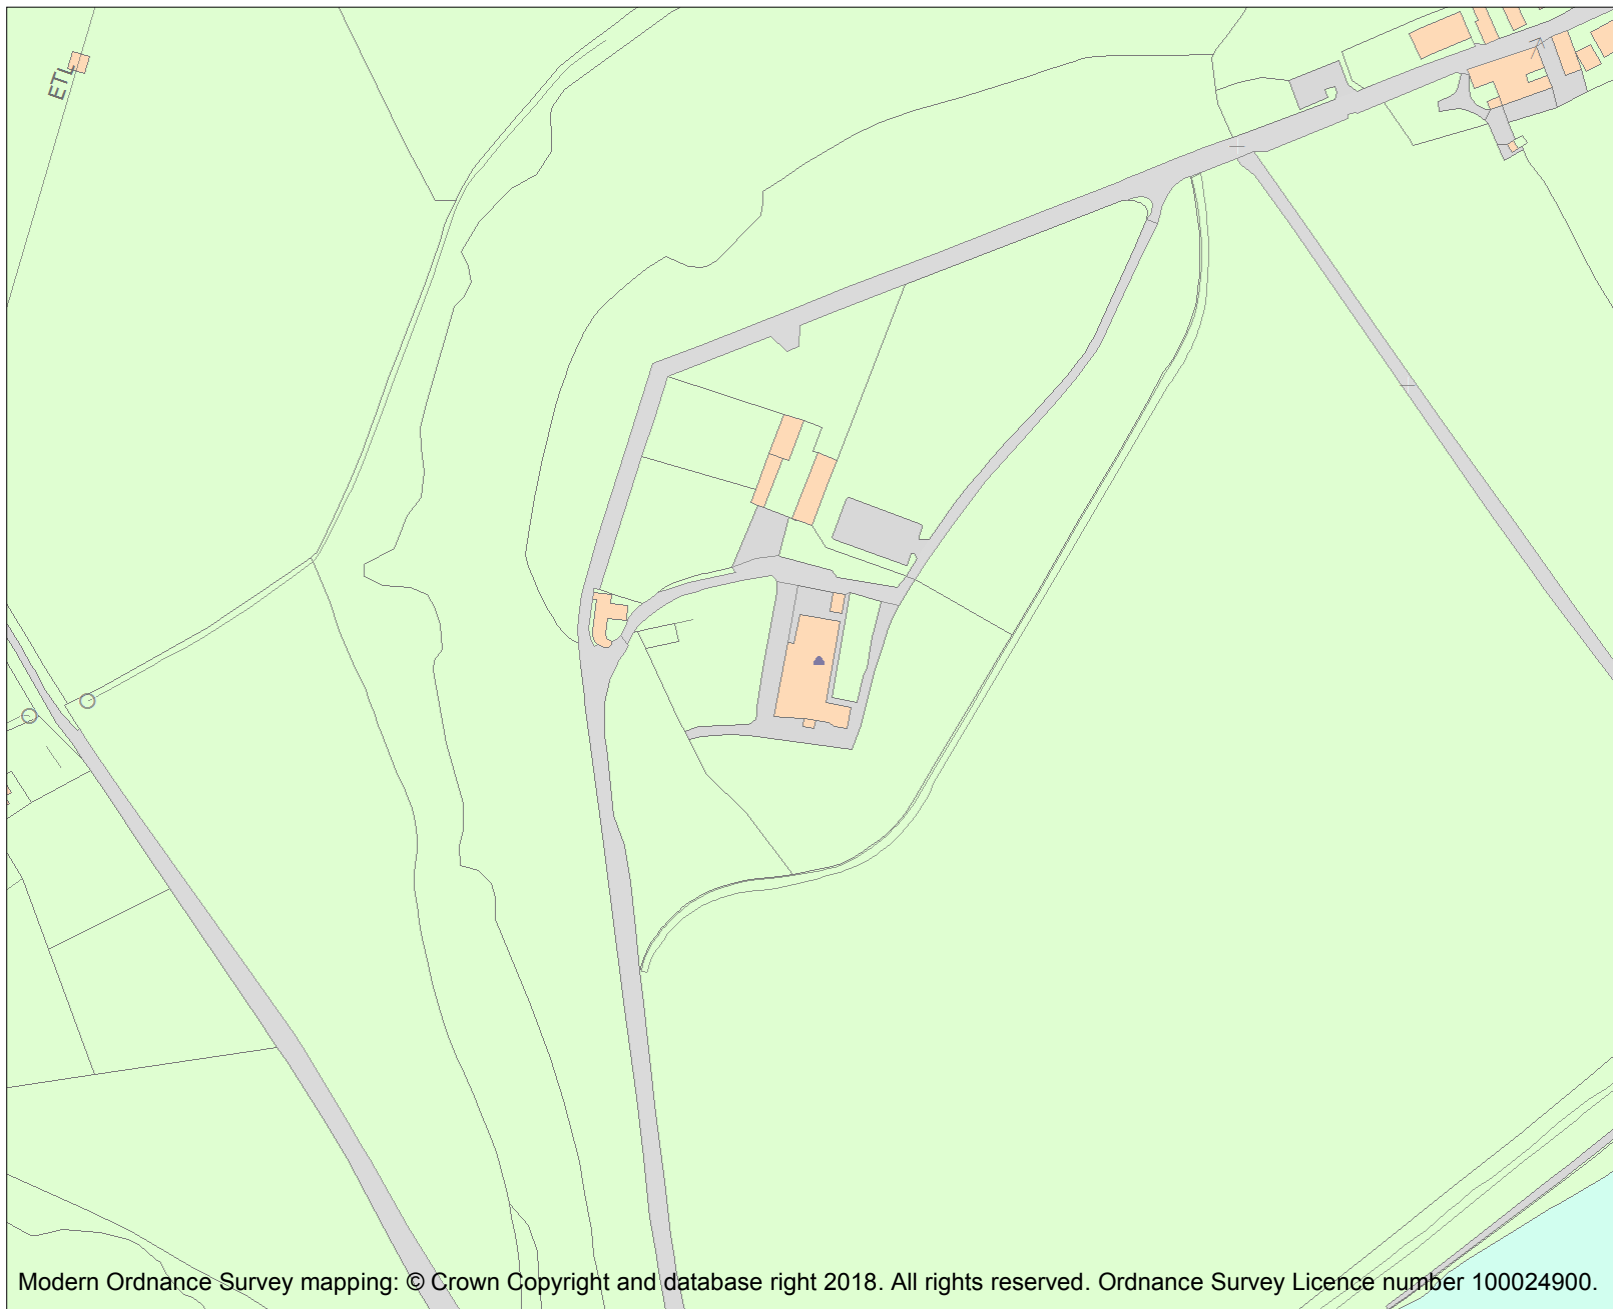 ETL
Modern Ordnance Survey mapping: © Crown Copyright and database right 2018. All rights reserved. Ordnance Survey Licence number 100024900.